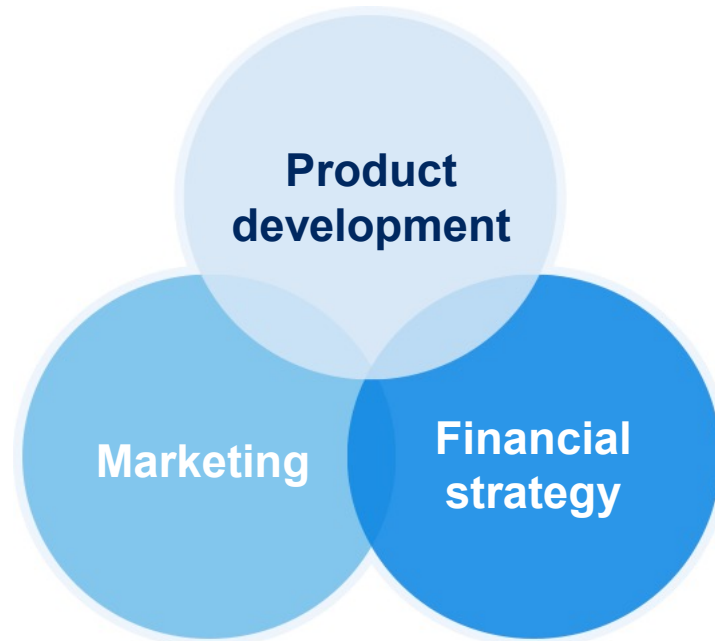 Product
development
Marketing
Financial
strategy